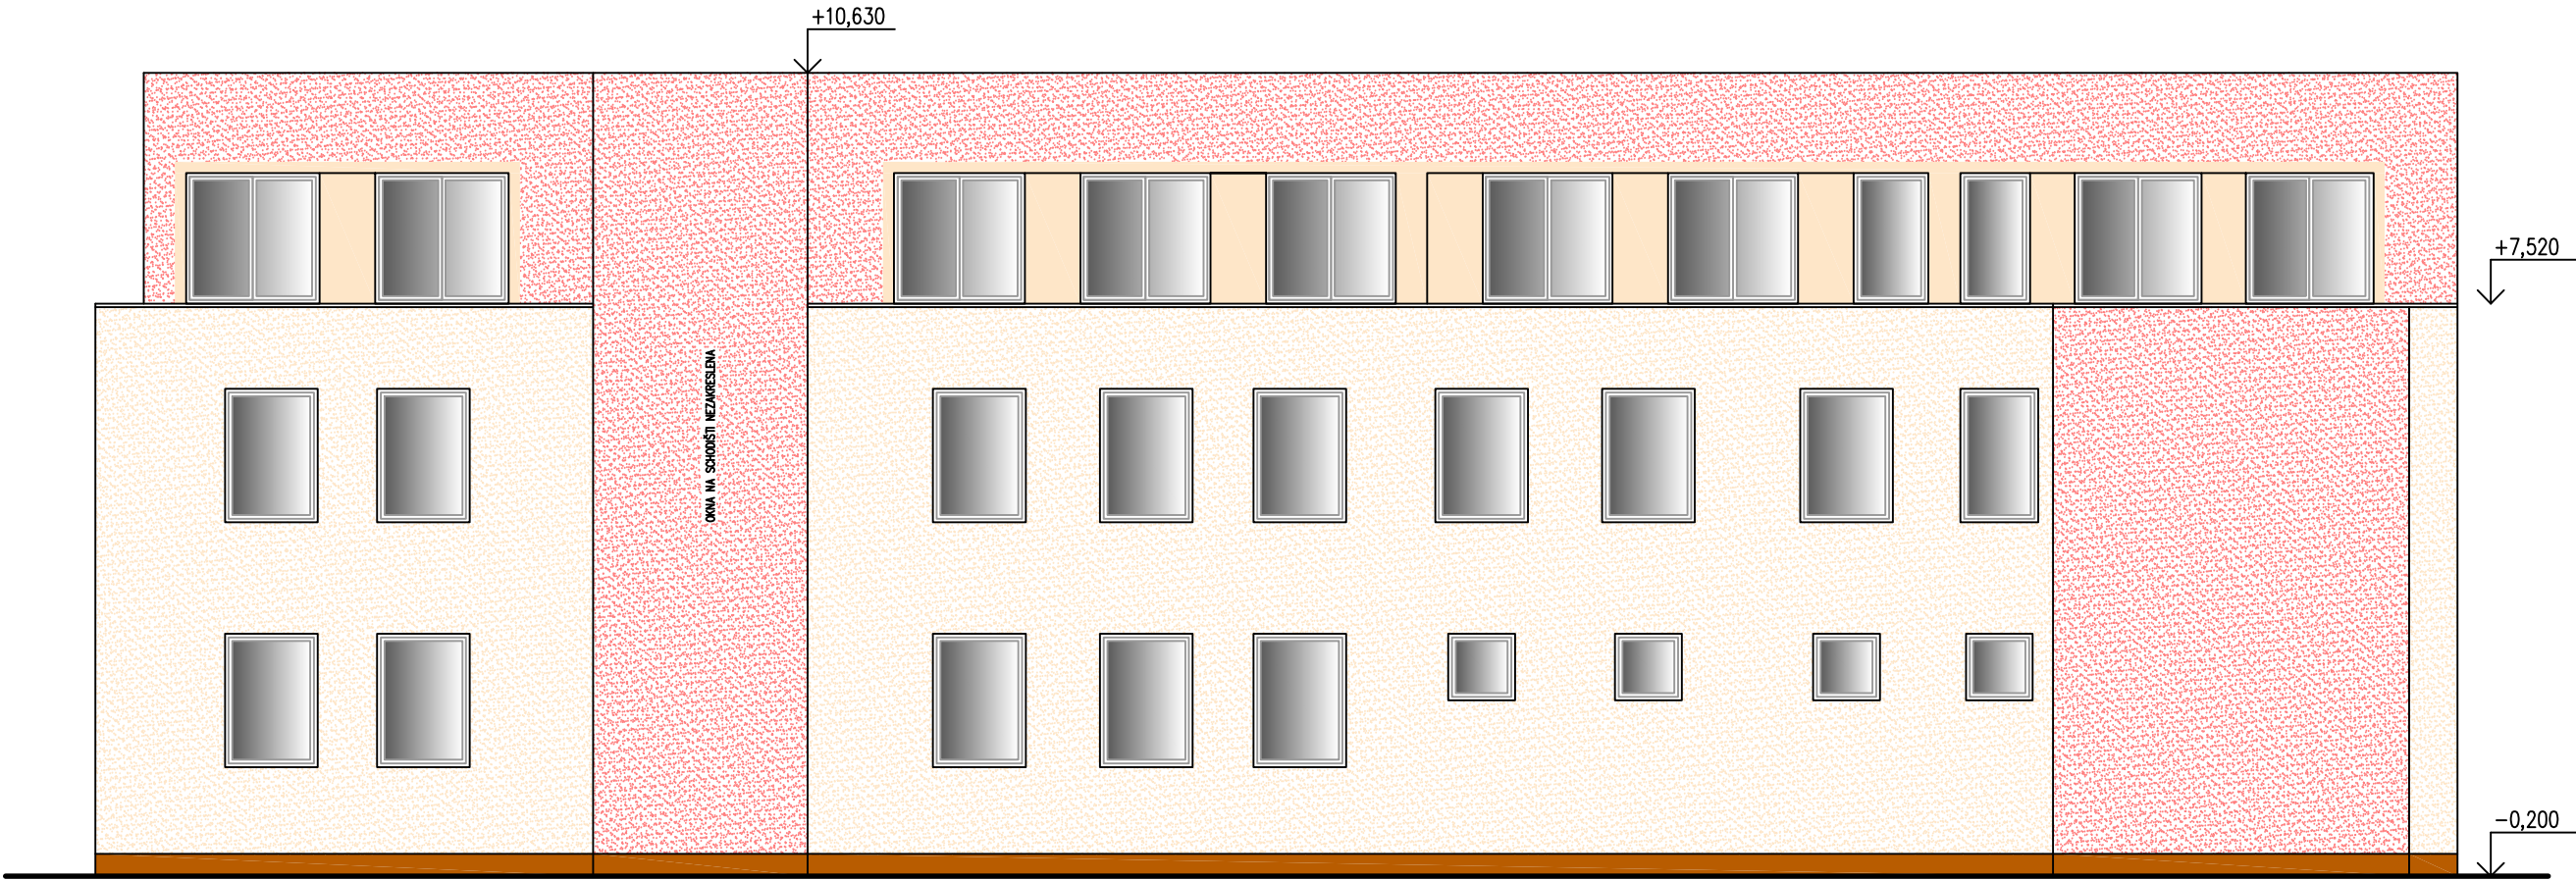 +10,630
+7,520
OKNA NA SCHODIŠTI NEZAKRESLENA
-0,200